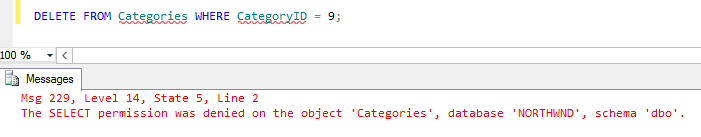 DELETE FROM Categories WHERE CategoryID = 9;
100 %
Messages
Msg 229, Level 14, State 5, Line 2
The SELECT permission was denied on the object 'Categories', database 'NORTHWND', schema 'dbo'.